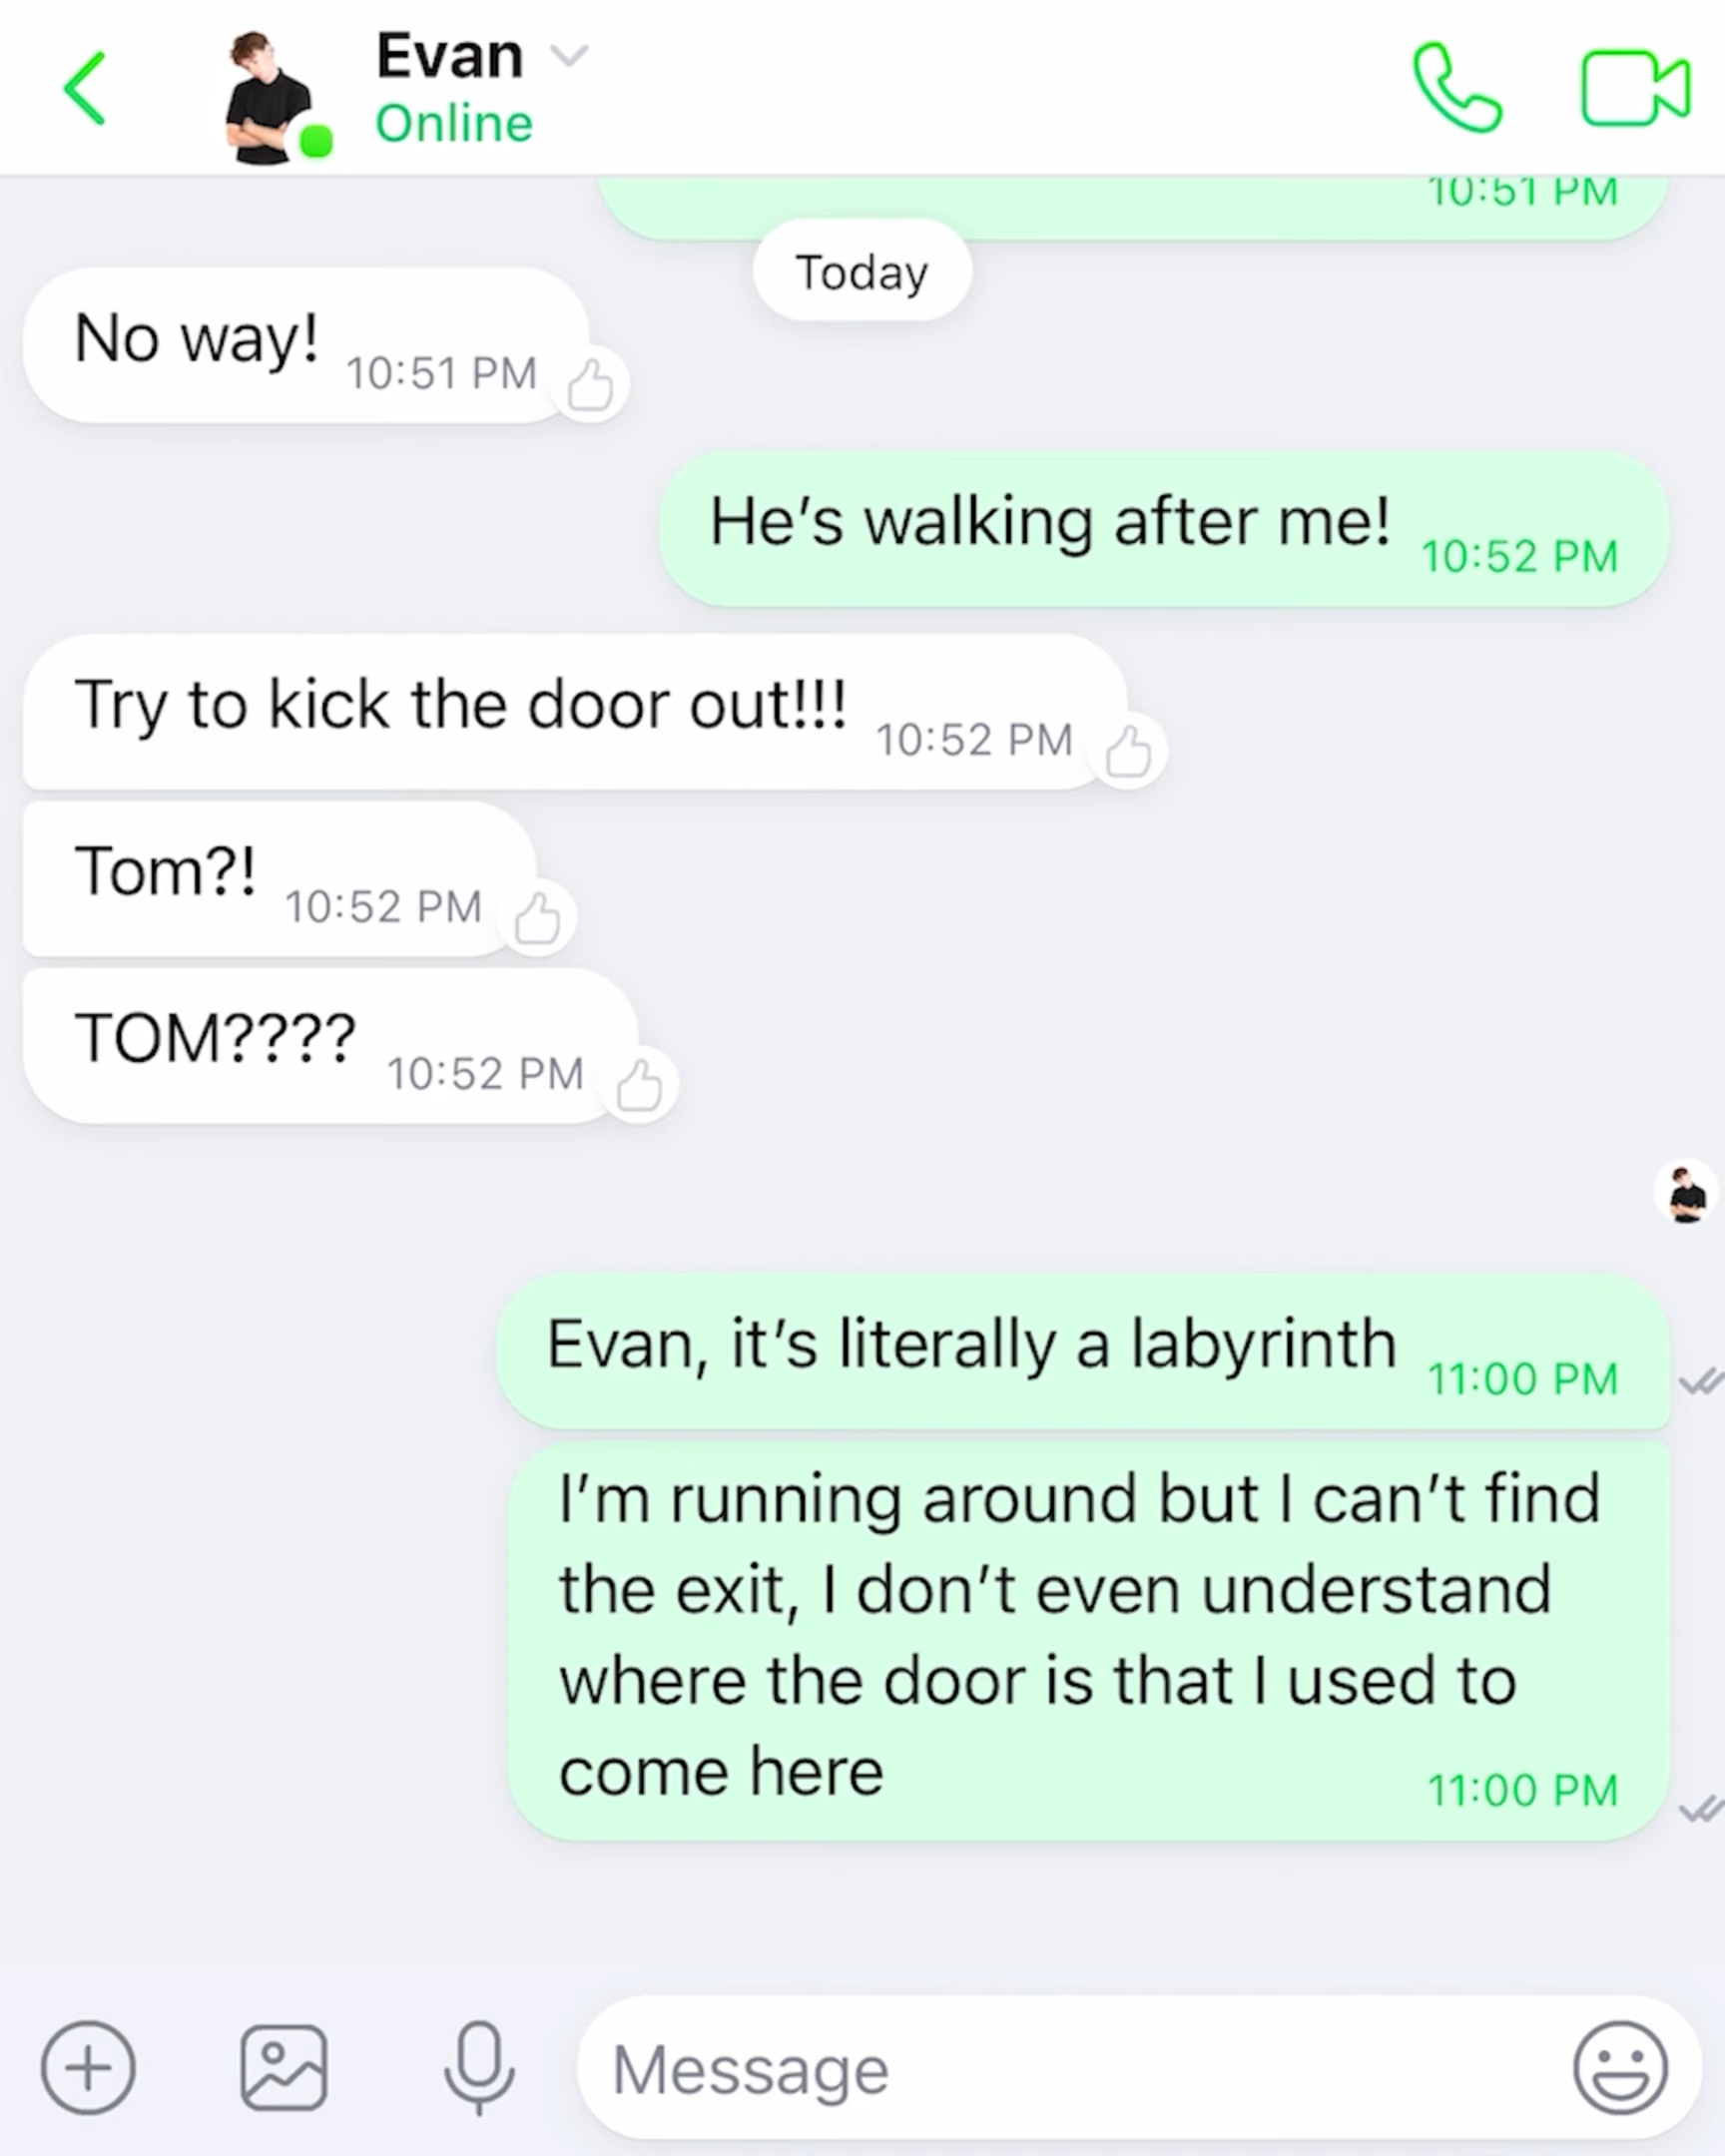 Evan
Online
10:51 PM
Today
No way! 10:51 PM
He's walking after me! 10:52 PM
Try to kick the door out!!! 10:52 PM
Tom?! 10:52 PM
TOM???? 10:52 PM
Evan, it's literally a labyrinth 11:00 PM
I'm running around but I can't find
the exit, I don't even understand
where the door is that I used to
come here 11:00 PM
Message